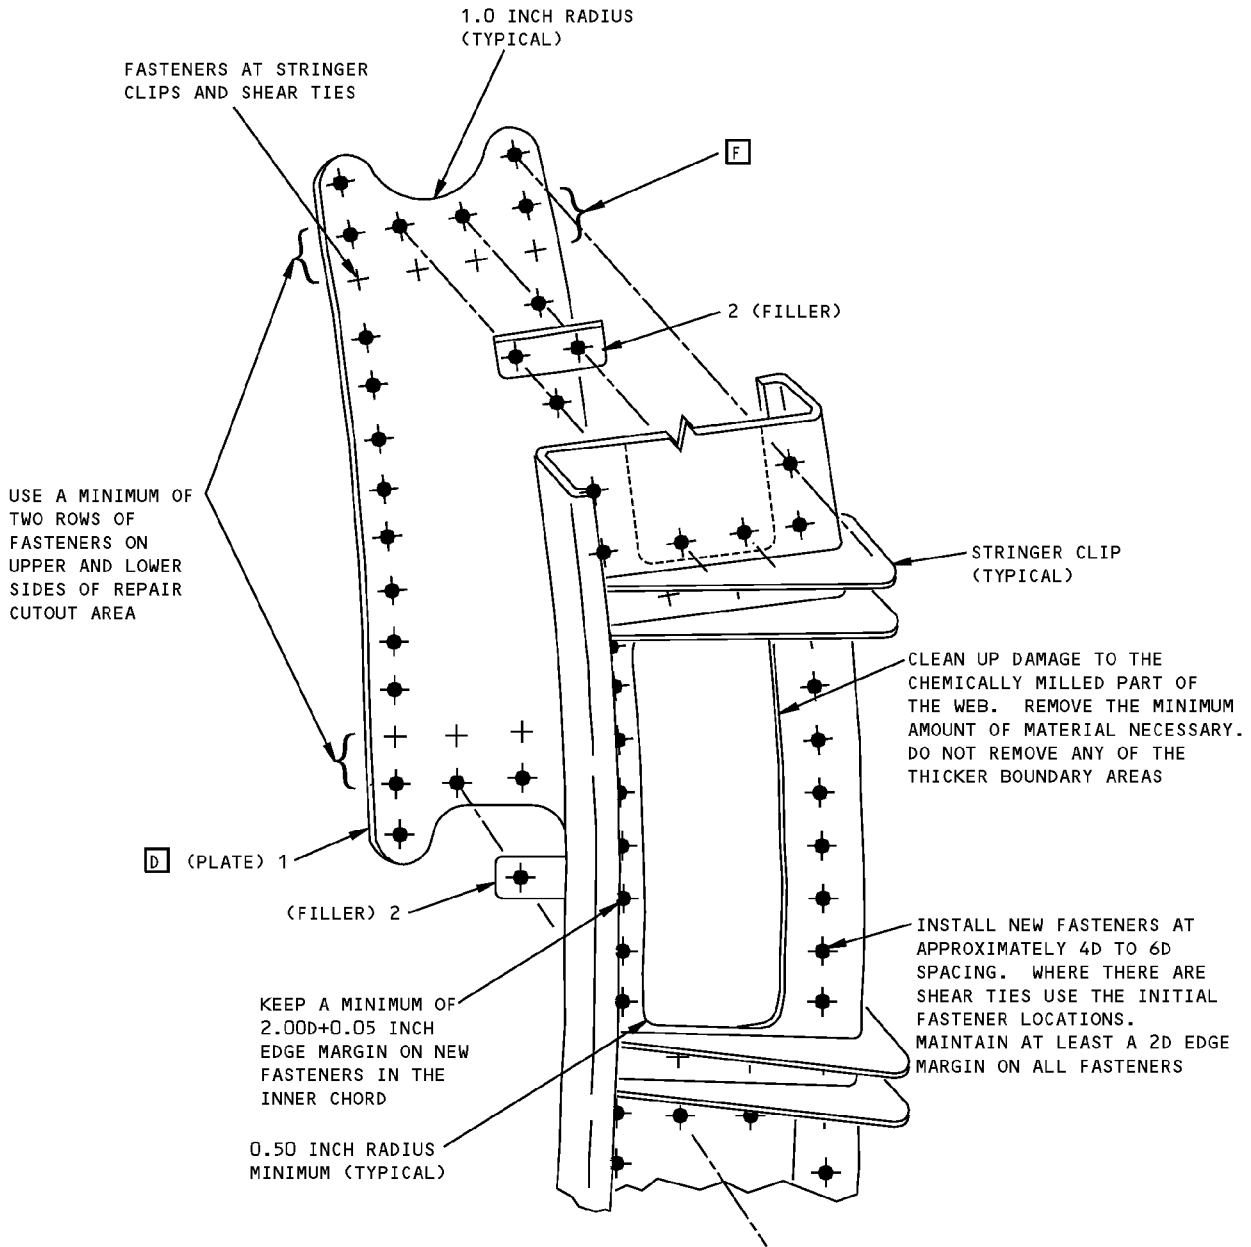 1.0 INCH RADIUS
(TYPICAL)
FASTENERS AT STRINGER
CLIPS AND SHEAR TIES
F
2 (FILLER)
USE A MINIMUM OF
TWO ROWS OF
FASTENERS ON
UPPER AND LOWER
SIDES OF REPAIR
CUTOUT AREA
STRINGER CLIP
(TYPICAL)
CLEAN UP DAMAGE TO THE
CHEMICALLY MILLED PART OF
THE WEB. REMOVE THE MINIMUM
AMOUNT OF MATERIAL NECESSARY.
DO NOT REMOVE ANY OF THE
THICKER BOUNDARY AREAS
D (PLATE) 1
(FILLER) 2
INSTALL NEW FASTENERS AT
APPROXIMATELY 4D TO 6D
SPACING. WHERE THERE ARE
SHEAR TIES USE THE INITIAL
FASTENER LOCATIONS.
MAINTAIN AT LEAST A 2D EDGE
MARGIN ON ALL FASTENERS
KEEP A MINIMUM OF
2.00D+0.05 INCH
EDGE MARGIN ON NEW
FASTENERS IN THE
INNER CHORD
0.50 INCH RADIUS
MINIMUM (TYPICAL)